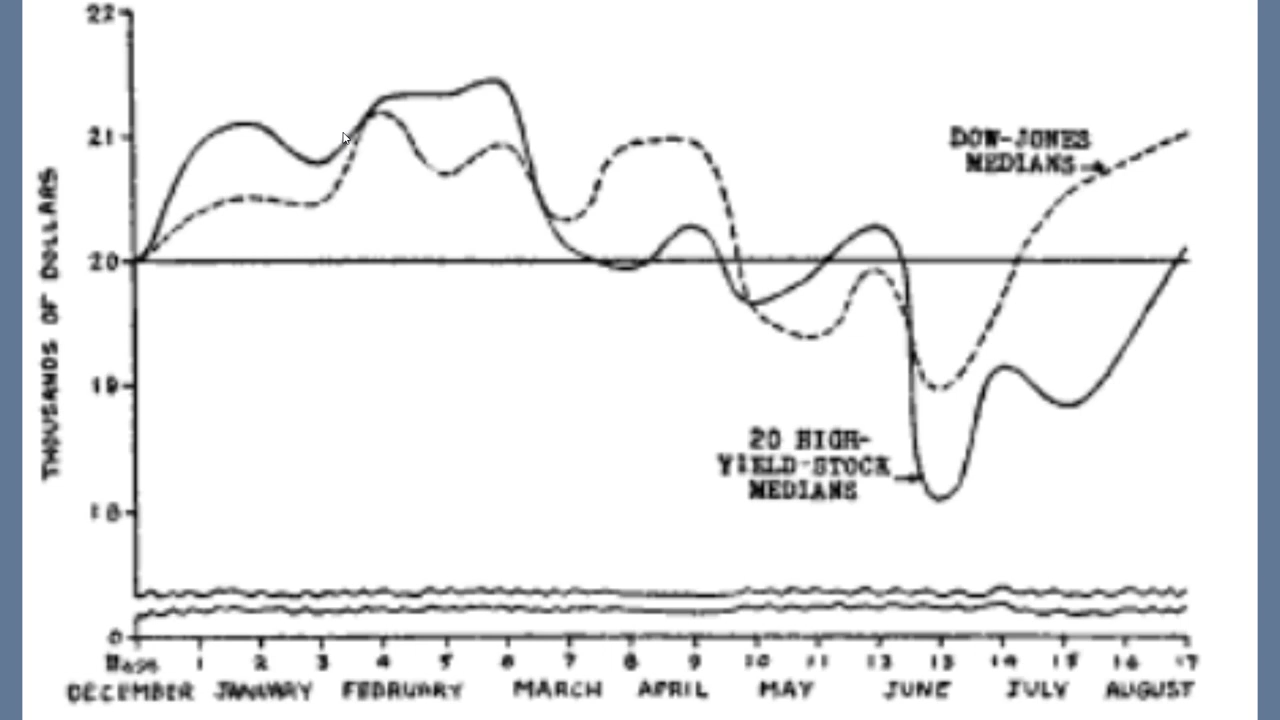 22
21
20
19
18
0
THOUSANDS OF DOLLARS
DOW-JONES
MEDIANS
20 HIGH-
YIELD-STOCK
MEDIANS
Base 1 2 3 4 5 6 7 8 9 10 11 12 13 14 15 16 17
DECEMBER JANUARY FEBRUARY MARCH APRIL MAY JUNE JULY AUGUST